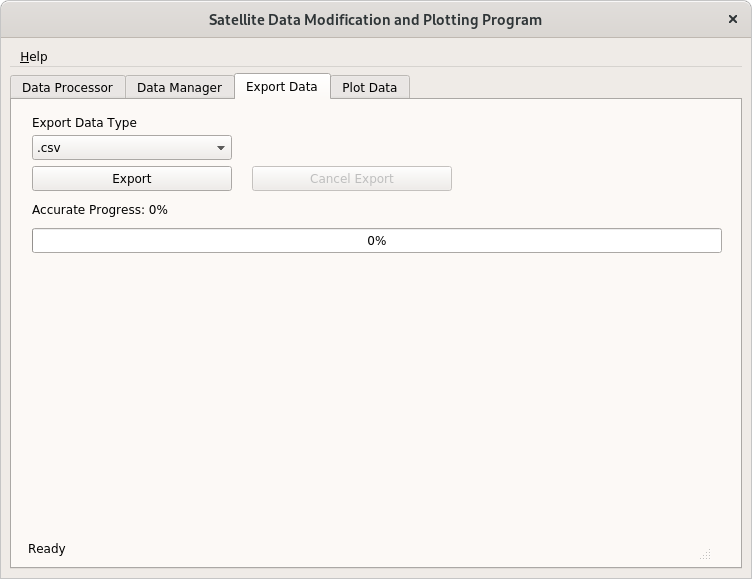 Satellite Data Modification and Plotting Program
Help
Data Processor Data Manager Export Data Plot Data
Export Data Type
.csv
Export Cancel Export
Accurate Progress: 0%
0%
Ready